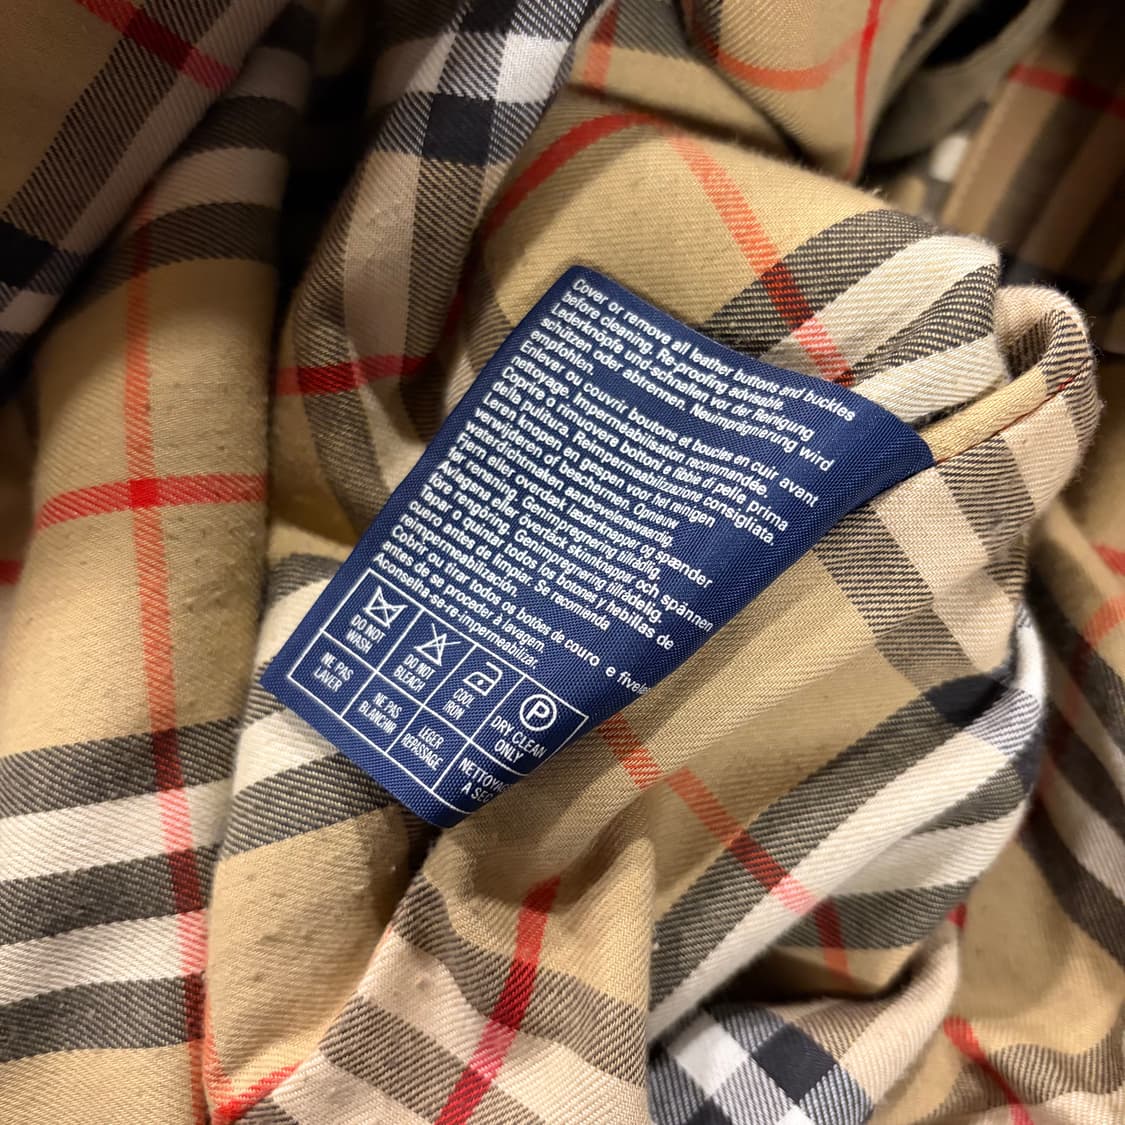 Cover or remove all leather buttons and buckles
before cleaning. Re-proofing advisable.
Lederknöpfe und-schnallen vor der Reinigung
schützen oder abtrennen. Neuimprägnierung wird
empfohlen.
Enlever ou couvrir boutons et boucles en cuir avant
nettoyage. Imperméabilisation recommandée.
Coprire o rimuovere bottoni e fibbie di pelle prima
della pulitura. Reimpermeabilizzazione consigliata.
Leren knopen en gespen voor het reinigen
verwijderen of beschermen. Opnieuw
waterdichtmaken aanbevelenswaardig.
Fjern eller overdæk læderknapper og spænder
før rensning. Genimprægnering tilrådlig.
Avlägsna eller övertäck skinnknappar och spännen
före rengöring. Genimpregnering tillrådelig.
Tapar o quintar todos los botones y hebillas de
cuero antes de limpar. Se recomienda
reimpermeabilización.
Cobrir ou tirar todos os botões de couro e
antes de se proceder à lavagem.
Aconselha-se-re-impermeabilizar.
DO NOT WASH
DO NOT BLEACH
COOL IRON
P
DRY CLEAN ONLY
NE PAS LAVER
NE PAS BLANCHIR
LEGER REPASSAGE
A